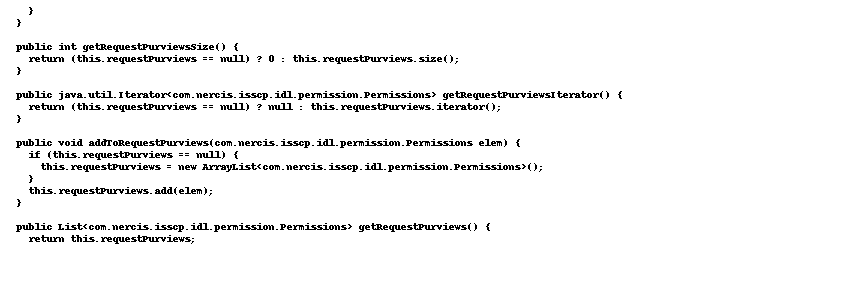 }
}
public int getRequestPurviewsSize() {
return (this.requestPurviews == null) ? 0 : this.requestPurviews.size();
}
public java.util.Iterator<com.nercis.isscp.idl.permission.Permissions> getRequestPurviewsIterator() {
return (this.requestPurviews == null) ? null : this.requestPurviews.iterator();
}
public void addToRequestPurviews(com.nercis.isscp.idl.permission.Permissions elem) {
if (this.requestPurviews == null) {
this.requestPurviews = new ArrayList<com.nercis.isscp.idl.permission.Permissions>();
}
this.requestPurviews.add(elem);
}
public List<com.nercis.isscp.idl.permission.Permissions> getRequestPurviews() {
return this.requestPurviews;